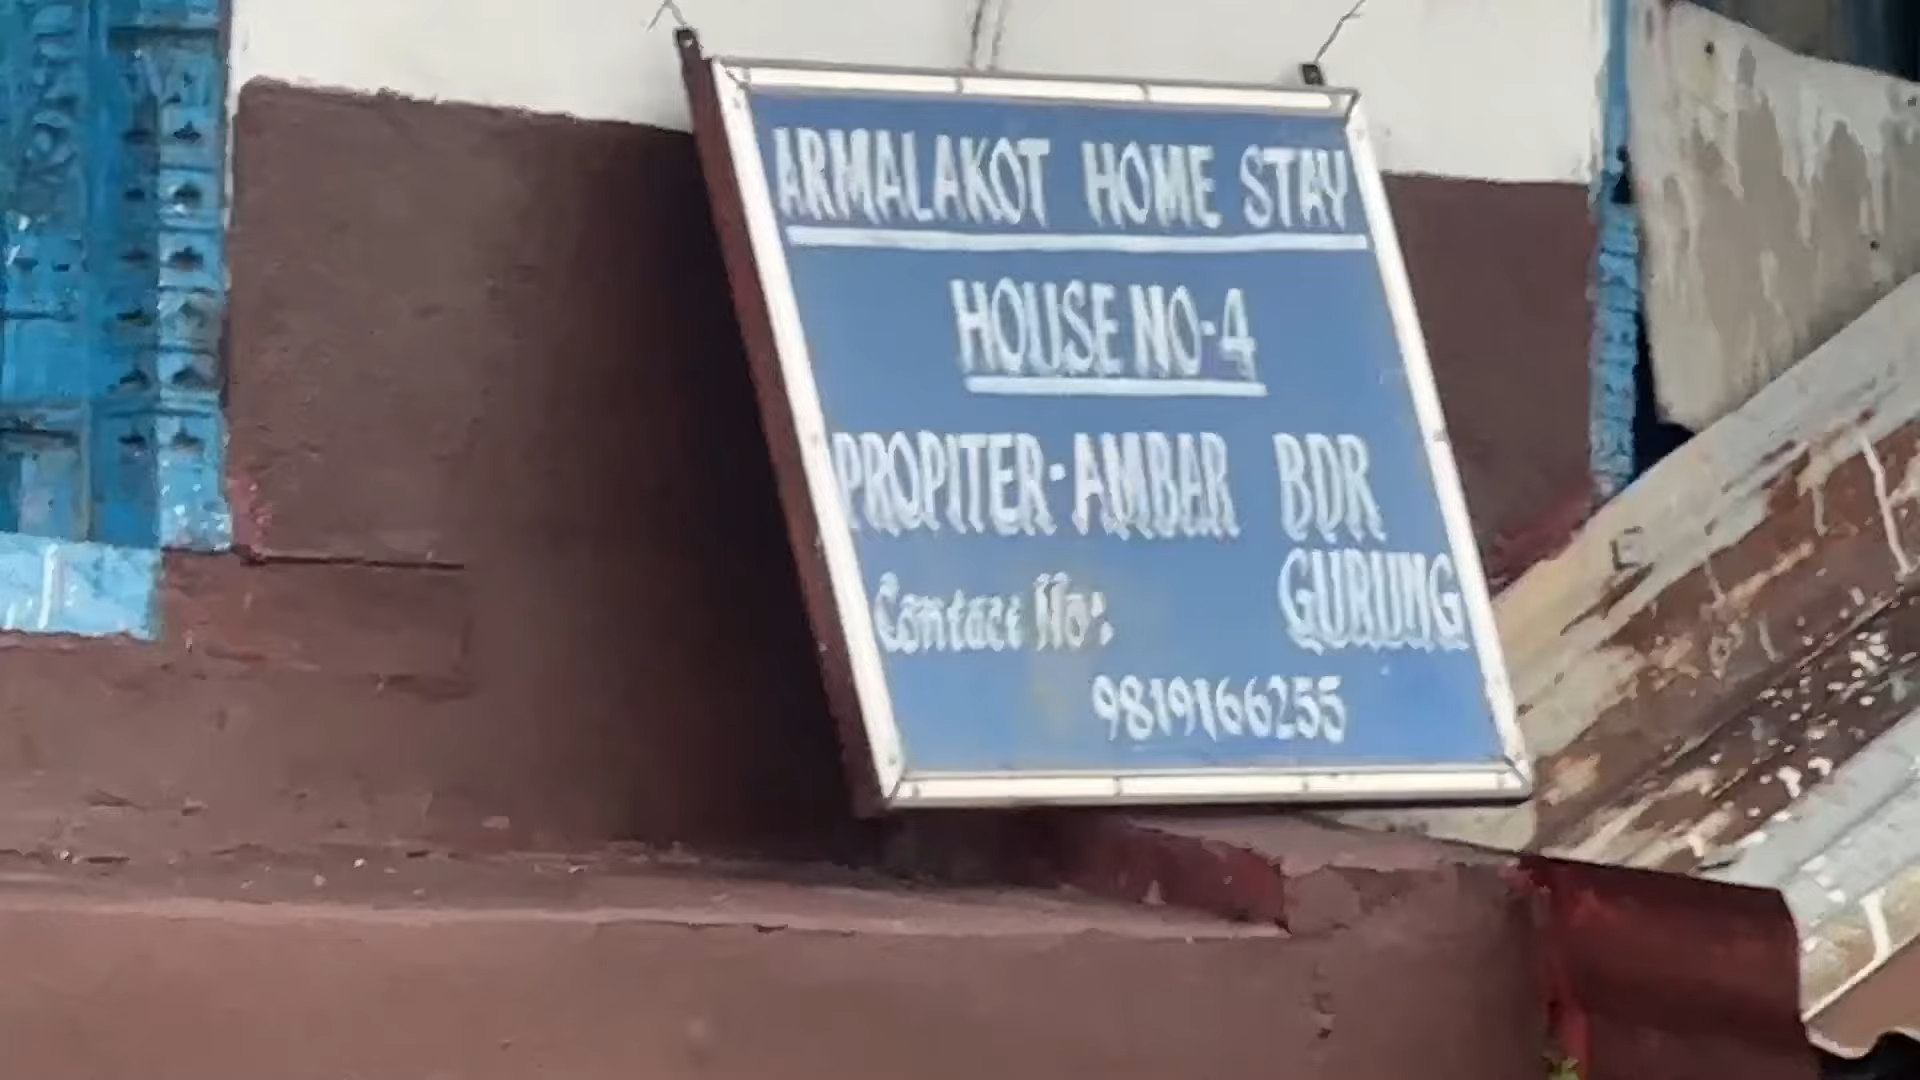 ARMALAKOT HOME STAY
HOUSE NO-4
PROPITER-AMBAR BDR
GURUNG
Contact No:
9819166255